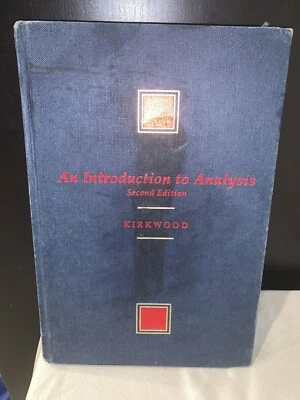 An Introduction to Analysis
Second Edition
KIRKWOOD